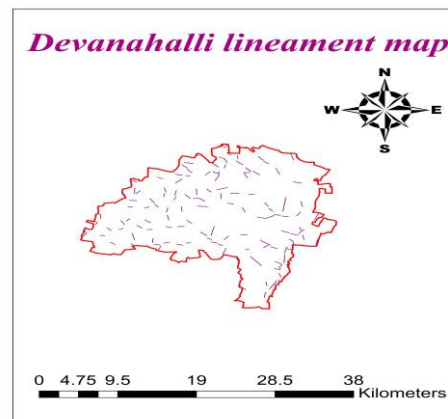 Devanahalli lineament map
N
W E
S
0 4.75 9.5 19 28.5 38
Kilometers